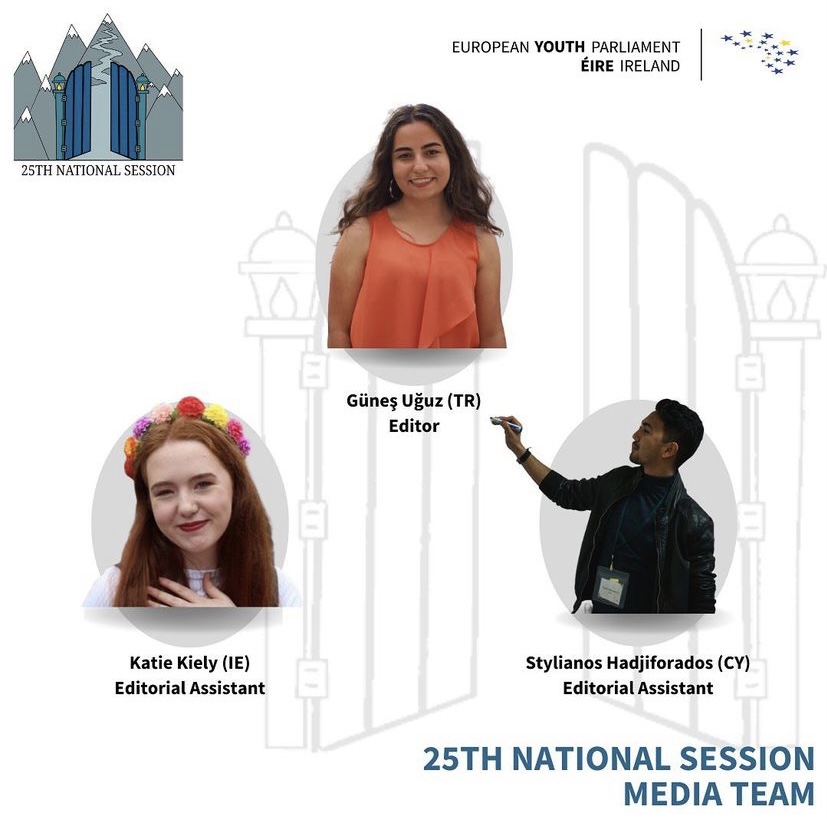 EUROPEAN YOUTH PARLIAMENT
ÉIRE IRELAND
25TH NATIONAL SESSION
Güneş Uğuz (TR)
Editor
Katie Kiely (IE)
Editorial Assistant
Stylianos Hadjiforados (CY)
Editorial Assistant
25TH NATIONAL SESSION
MEDIA TEAM